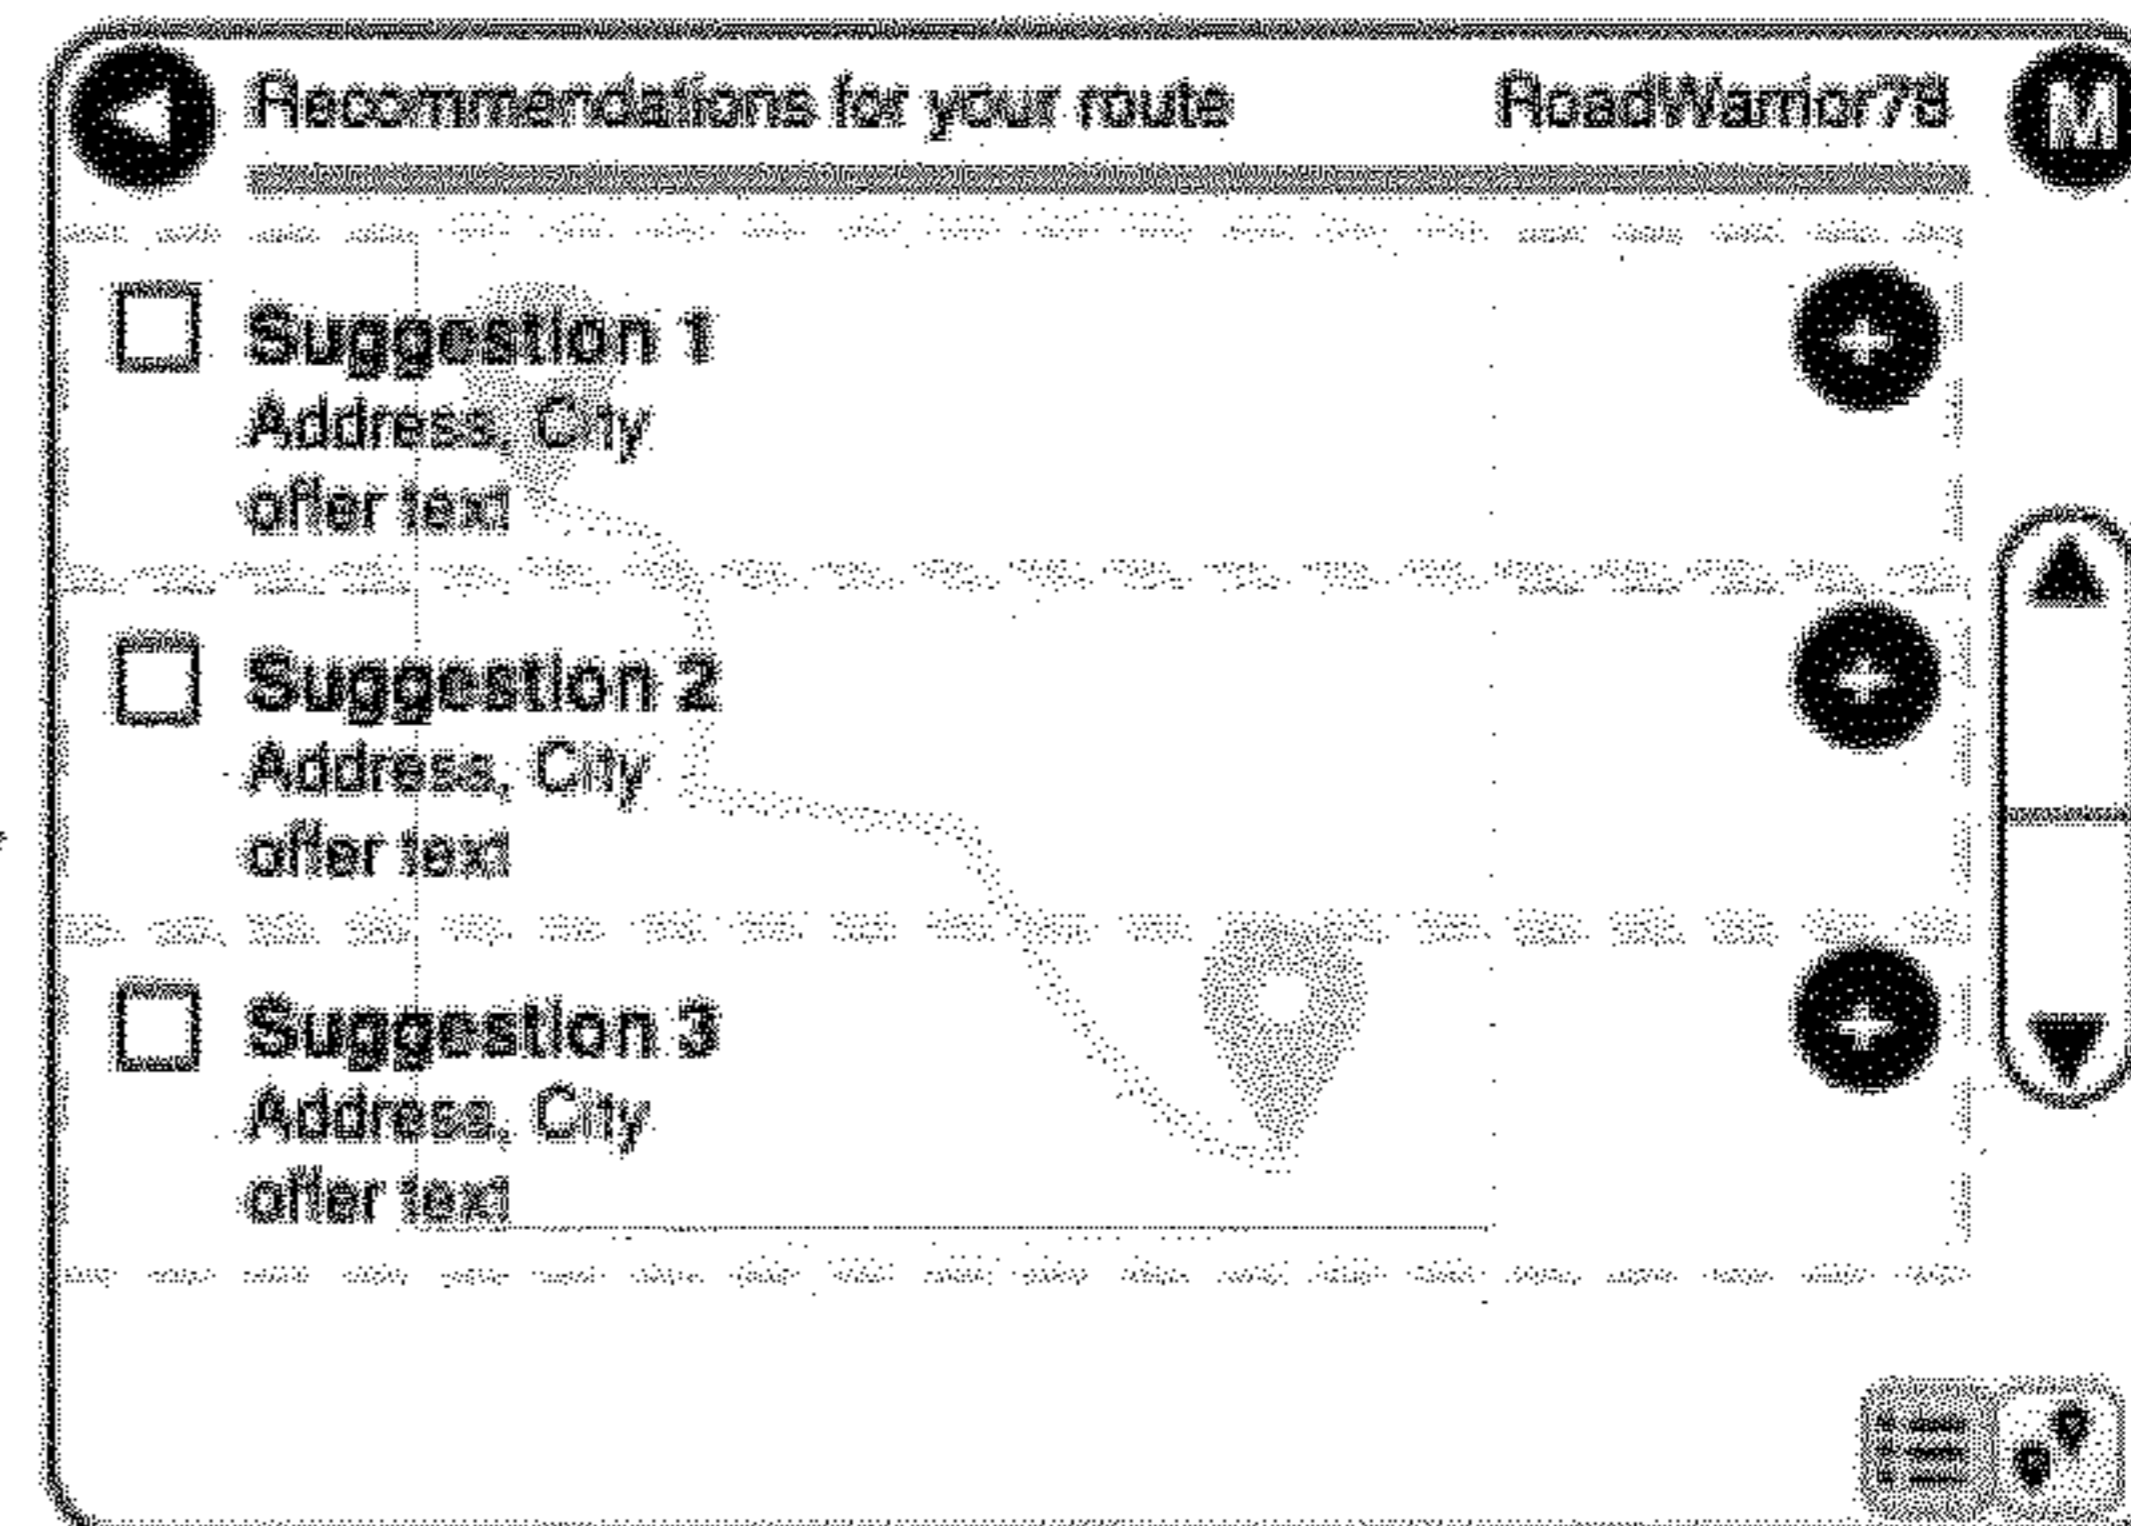 Recommendations for your route RoadWarrior78
M
Suggestion 1
Address, City
offer text
Suggestion 2
Address, City
offer text
Suggestion 3
Address, City
offer text